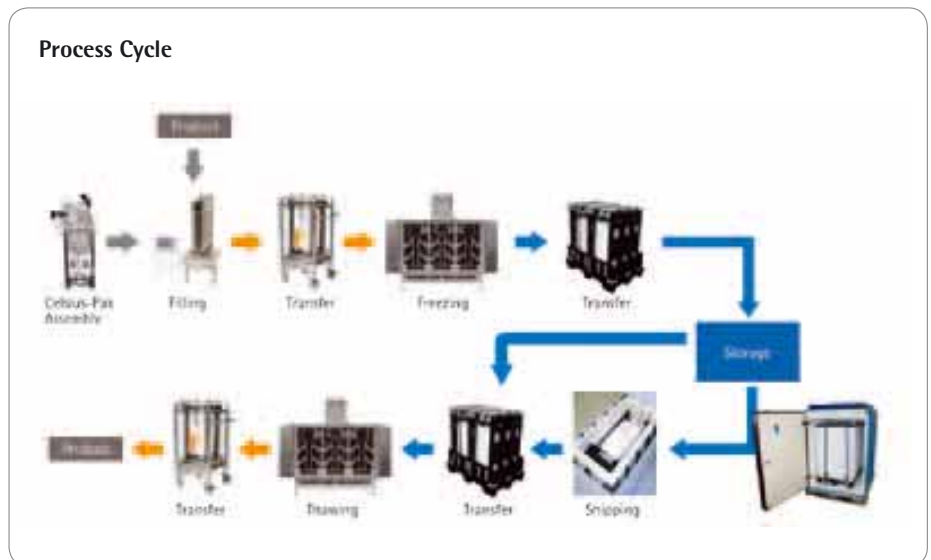 Process Cycle
Product
Celsius-Pak
Assembly
Filling
Transfer
Freezing
Transfer
Storage
Product
Transfer
Thawing
Transfer
Shipping